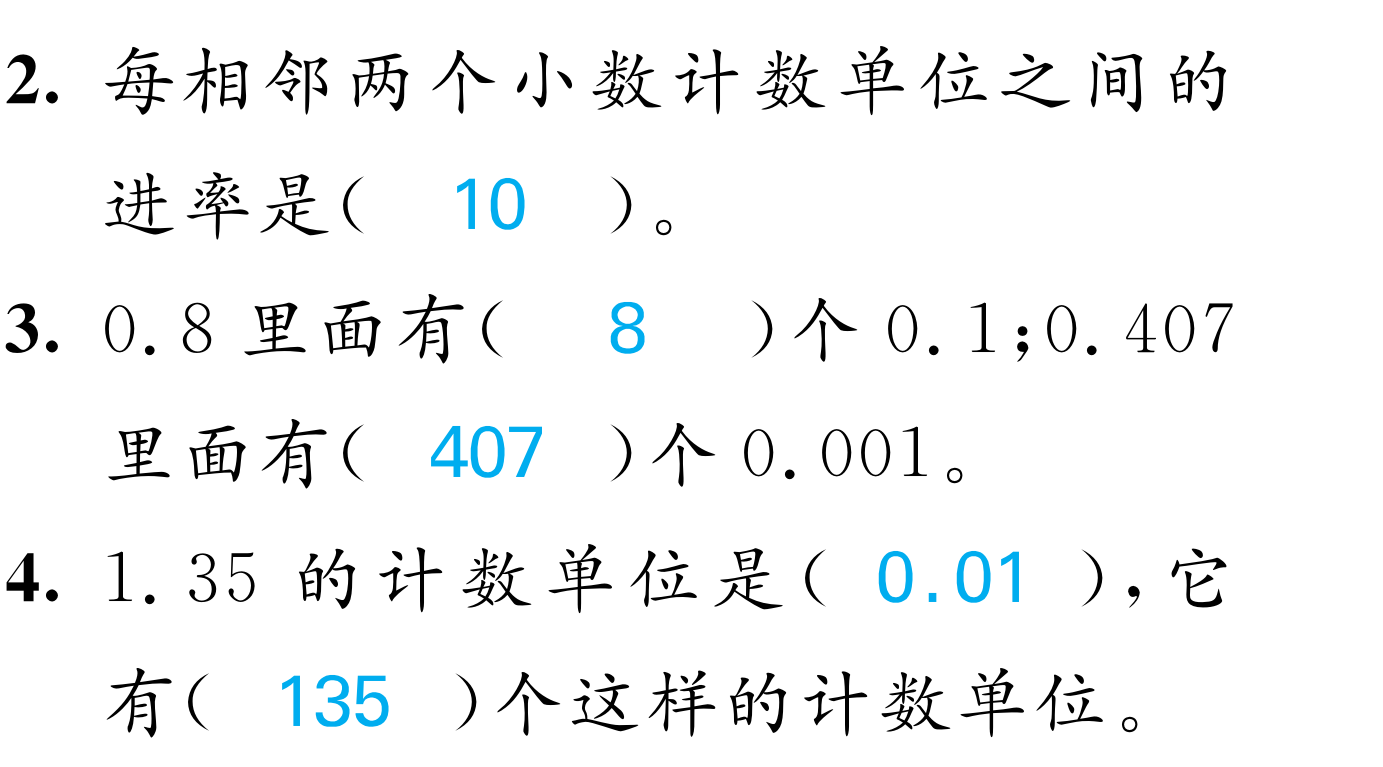 2. 每相邻两个小数计数单位之间的
进率是( 10 )。
3. 0.8 里面有( 8 )个 0.1;0.407
里面有( 407 )个 0.001。
4. 1.35 的计数单位是( 0.01 ),它
有( 135 )个这样的计数单位。